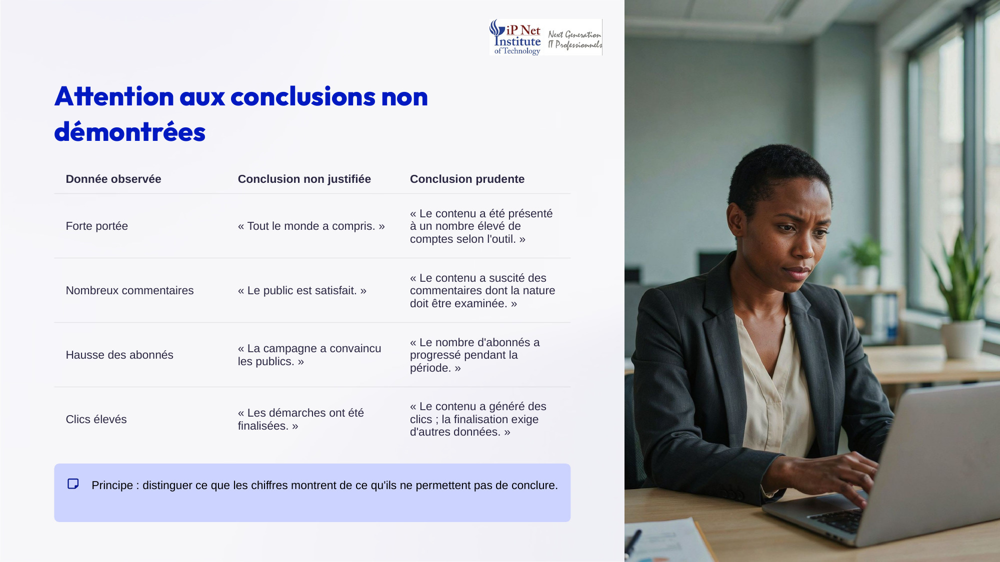 iP Net
Institute
of Technology
Next Generation
IT Professionnels
Attention aux conclusions non
démontrées
Donnée observée
Conclusion non justifiée
Conclusion prudente
Forte portée
« Tout le monde a compris. »
« Le contenu a été présenté
à un nombre élevé de
comptes selon l'outil. »
Nombreux commentaires
« Le public est satisfait. »
« Le contenu a suscité des
commentaires dont la nature
doit être examinée. »
Hausse des abonnés
« La campagne a convaincu
les publics. »
« Le nombre d'abonnés a
progressé pendant la
période. »
Clics élevés
« Les démarches ont été
finalisées. »
« Le contenu a généré des
clics ; la finalisation exige
d'autres données. »
Principe : distinguer ce que les chiffres montrent de ce qu'ils ne permettent pas de conclure.